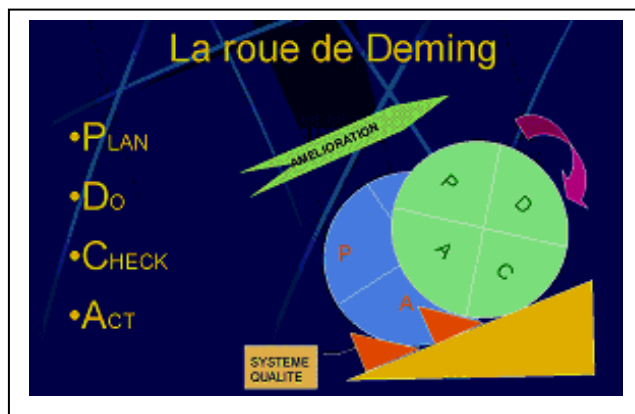 La roue de Deming
•PLAN
•DO
•CHECK
•ACT
AMELIORATION
P
D
A
C
P
A
SYSTEME
QUALITE